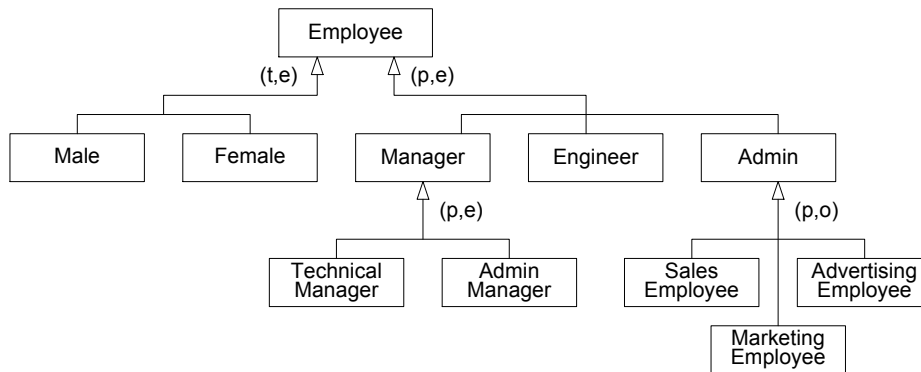 Employee
(t,e)
(p,e)
Male
Female
Manager
Engineer
Admin
(p,e)
(p,o)
Technical
Manager
Admin
Manager
Sales
Employee
Advertising
Employee
Marketing
Employee